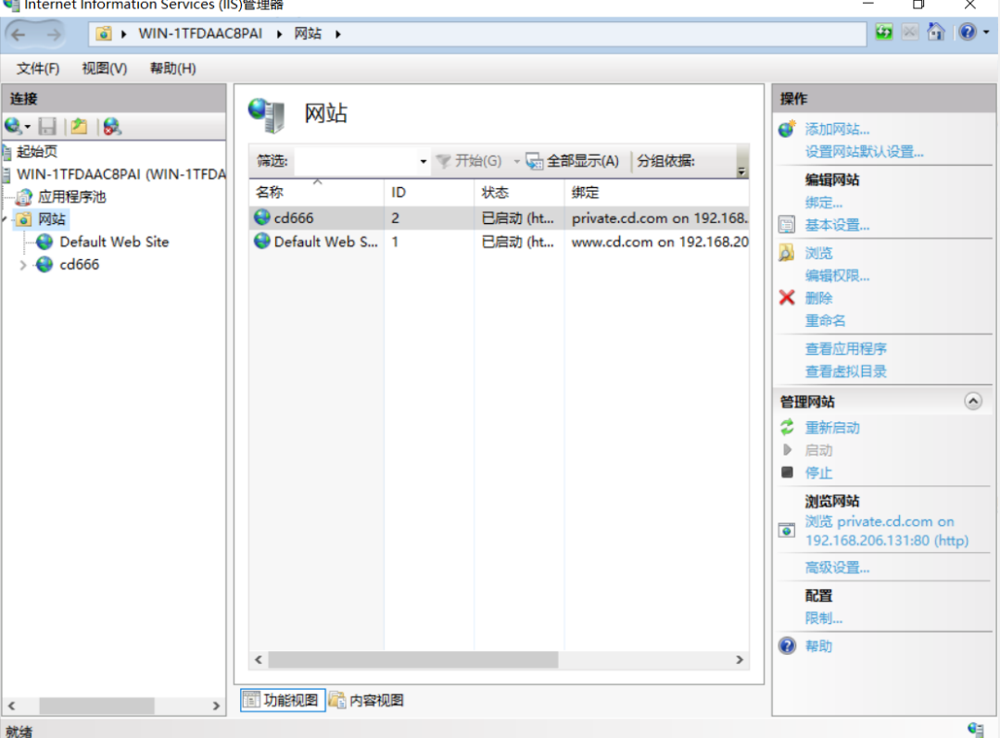 Internet Information Services (IIS)管理器
WIN-1TFDAAC8PAI
网站
文件(F)
视图(V)
帮助(H)
连接
起始页
WIN-1TFDAAC8PAI (WIN-1TFDA
应用程序池
网站
Default Web Site
cd666
网站
筛选:
开始(G)
全部显示(A)
分组依据:
名称 ID 状态 绑定
cd666 2 已启动 (ht... private.cd.com on 192.168.
Default Web S... 1 已启动 (ht... www.cd.com on 192.168.20
功能视图
内容视图
操作
添加网站...
设置网站默认设置...
编辑网站
绑定...
基本设置...
浏览
编辑权限...
删除
重命名
查看应用程序
查看虚拟目录
管理网站
重新启动
启动
停止
浏览网站
浏览 private.cd.com on
192.168.206.131:80 (http)
高级设置...
配置
限制...
帮助
就绪